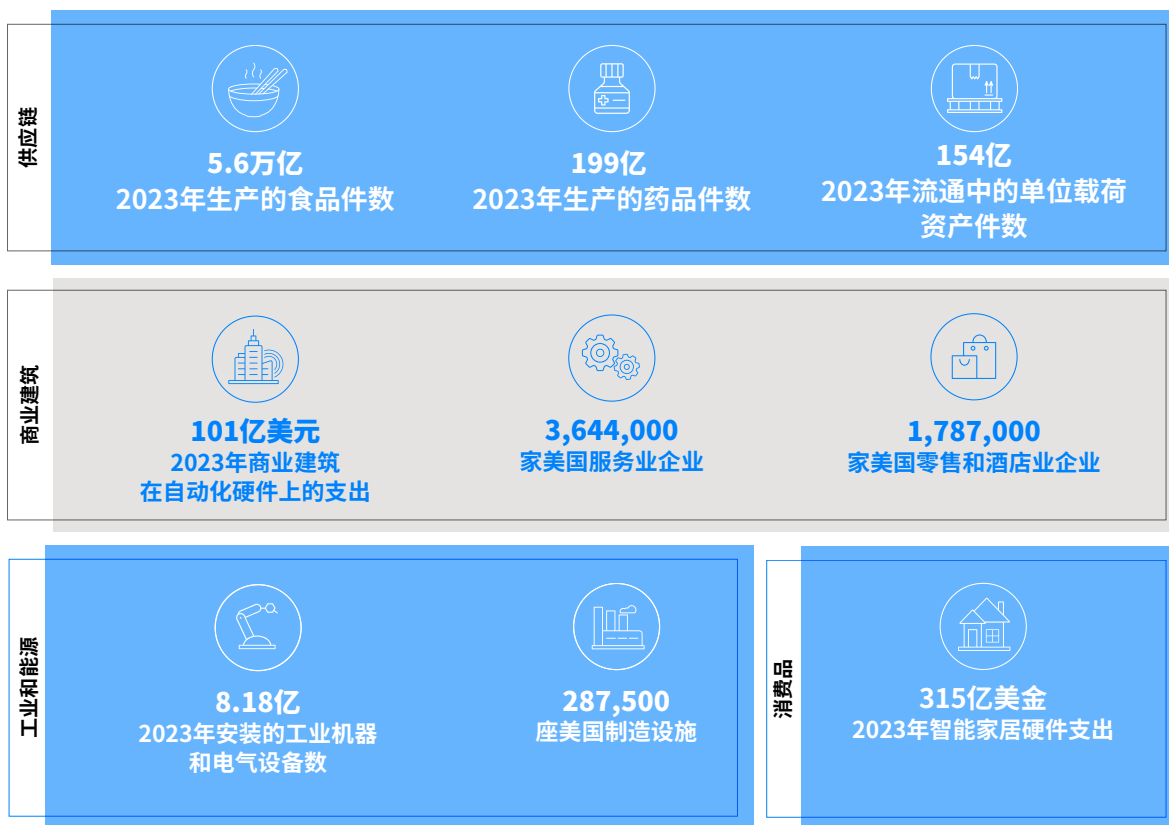 供应链
5.6万亿
2023年生产的食品件数
199亿
2023年生产的药品件数
154亿
2023年流通中的单位载荷
资产件数
商业建筑
101亿美元
2023年商业建筑
在自动化硬件上的支出
3,644,000
家美国服务业企业
1,787,000
家美国零售和酒店业企业
工业和能源
8.18亿
2023年安装的工业机器
和电气设备数
287,500
座美国制造设施
消费品
315亿美金
2023年智能家居硬件支出